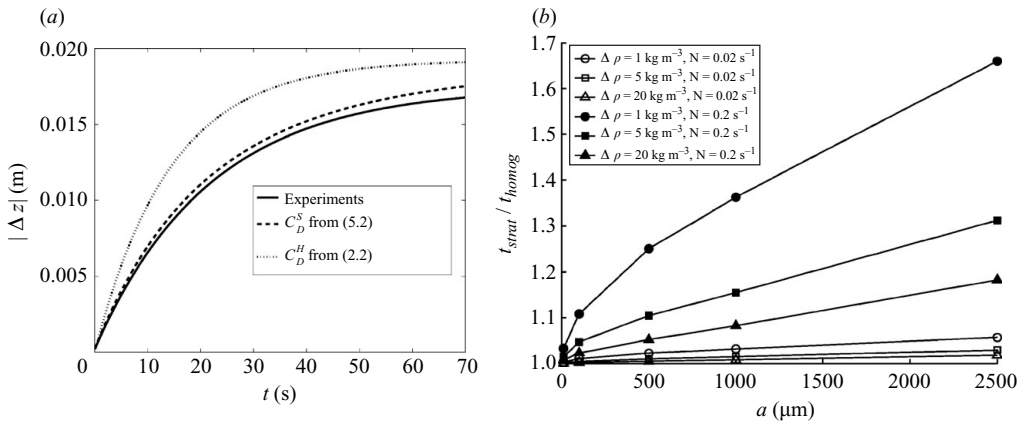 (a)
0.020
0.015
0.010
0.005
0 10 20 30 40 50 60 70
|Δz| (m)
t (s)
Experiments
C_D^S from (5.2)
C_D^H from (2.2)
(b)
1.7
1.6
1.5
1.4
1.3
1.2
1.1
1.0
0 500 1000 1500 2000 2500
t_strat / t_homog
a (μm)
Δ ρ = 1 kg m⁻³, N = 0.02 s⁻¹
Δ ρ = 5 kg m⁻³, N = 0.02 s⁻¹
Δ ρ = 20 kg m⁻³, N = 0.02 s⁻¹
Δ ρ = 1 kg m⁻³, N = 0.2 s⁻¹
Δ ρ = 5 kg m⁻³, N = 0.2 s⁻¹
Δ ρ = 20 kg m⁻³, N = 0.2 s⁻¹